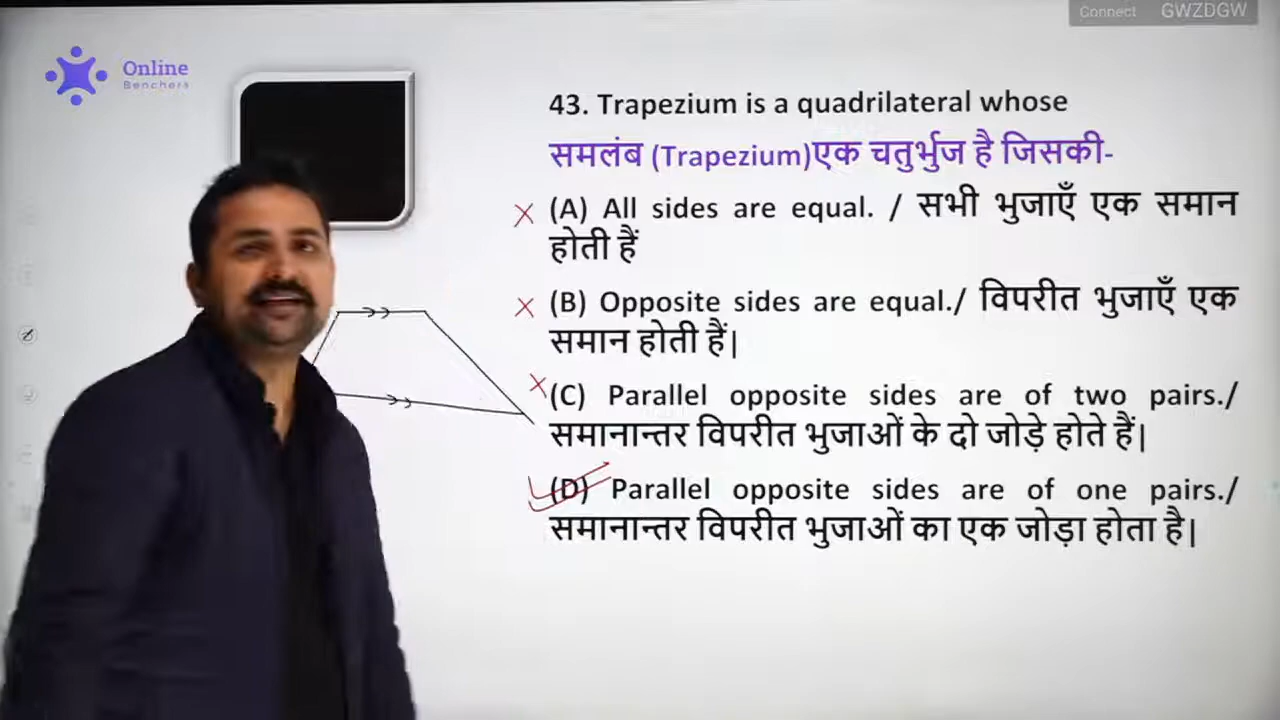 Connect GWZDGW
Online
Benchers
43. Trapezium is a quadrilateral whose
समलंब (Trapezium)एक चतुर्भुज है जिसकी-
(A) All sides are equal. / सभी भुजाएँ एक समान
होती हैं
(B) Opposite sides are equal./ विपरीत भुजाएँ एक
समान होती हैं|
(C) Parallel opposite sides are of two pairs./
समानान्तर विपरीत भुजाओं के दो जोड़े होते हैं|
(D) Parallel opposite sides are of one pairs./
समानान्तर विपरीत भुजाओं का एक जोड़ा होता है|